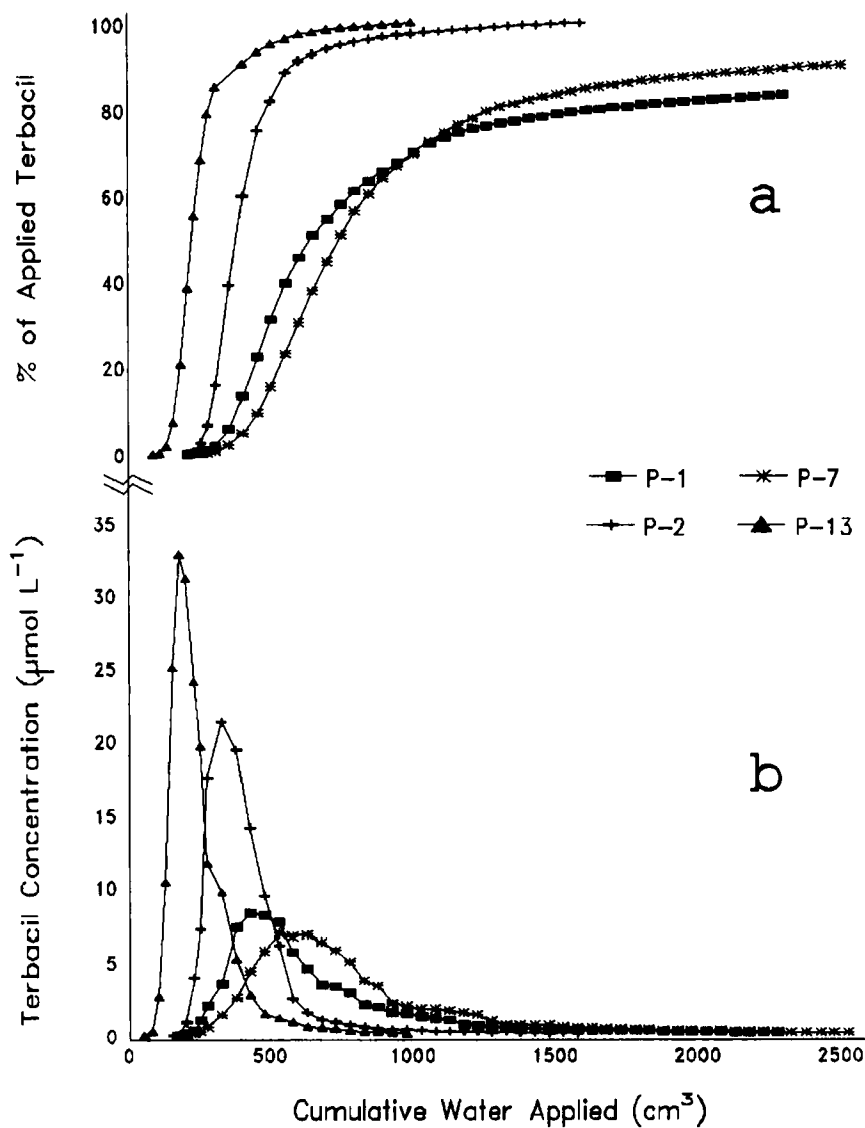 % of Applied Terbacil
100
80
60
40
20
0
a
P-1
P-7
P-2
P-13
Terbacil Concentration (μmol L⁻¹)
35
30
25
20
15
10
5
0
b
0 500 1000 1500 2000 2500
Cumulative Water Applied (cm³)